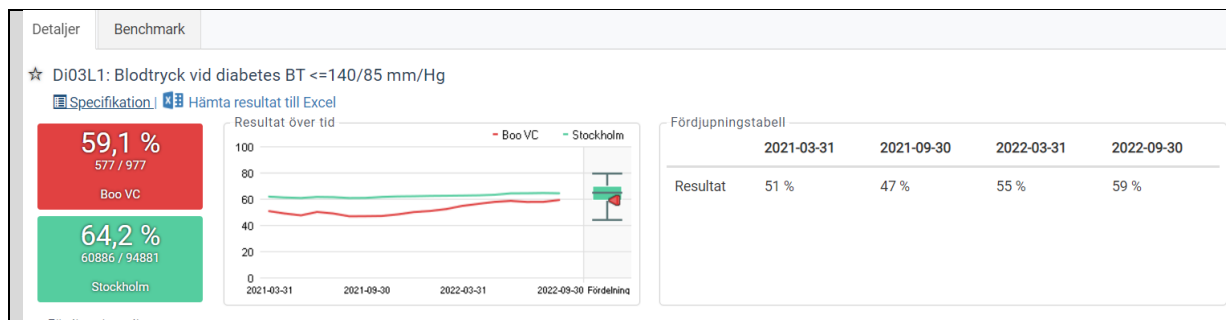 Detaljer Benchmark
☆ Di03L1: Blodtryck vid diabetes BT <=140/85 mm/Hg
Specifikation | Hämta resultat till Excel
59,1 %
577 / 977
Boo VC
64,2 %
60886 / 94881
Stockholm
Resultat över tid
Boo VC Stockholm
100
80
60
40
20
0
2021-03-31 2021-09-30 2022-03-31 2022-09-30 Fördelning
Fördjupningstabell
2021-03-31 2021-09-30 2022-03-31 2022-09-30
Resultat 51 % 47 % 55 % 59 %